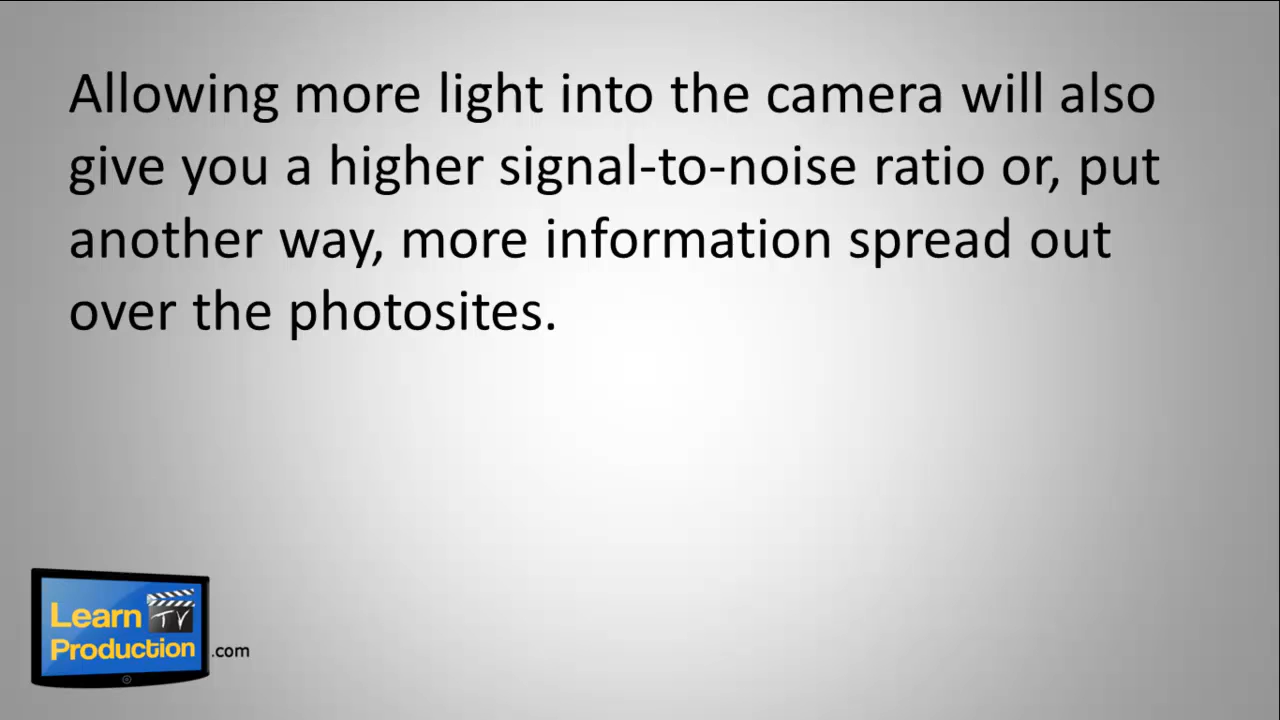 Allowing more light into the camera will also
give you a higher signal-to-noise ratio or, put
another way, more information spread out
over the photosites.
Learn TV
Production .com